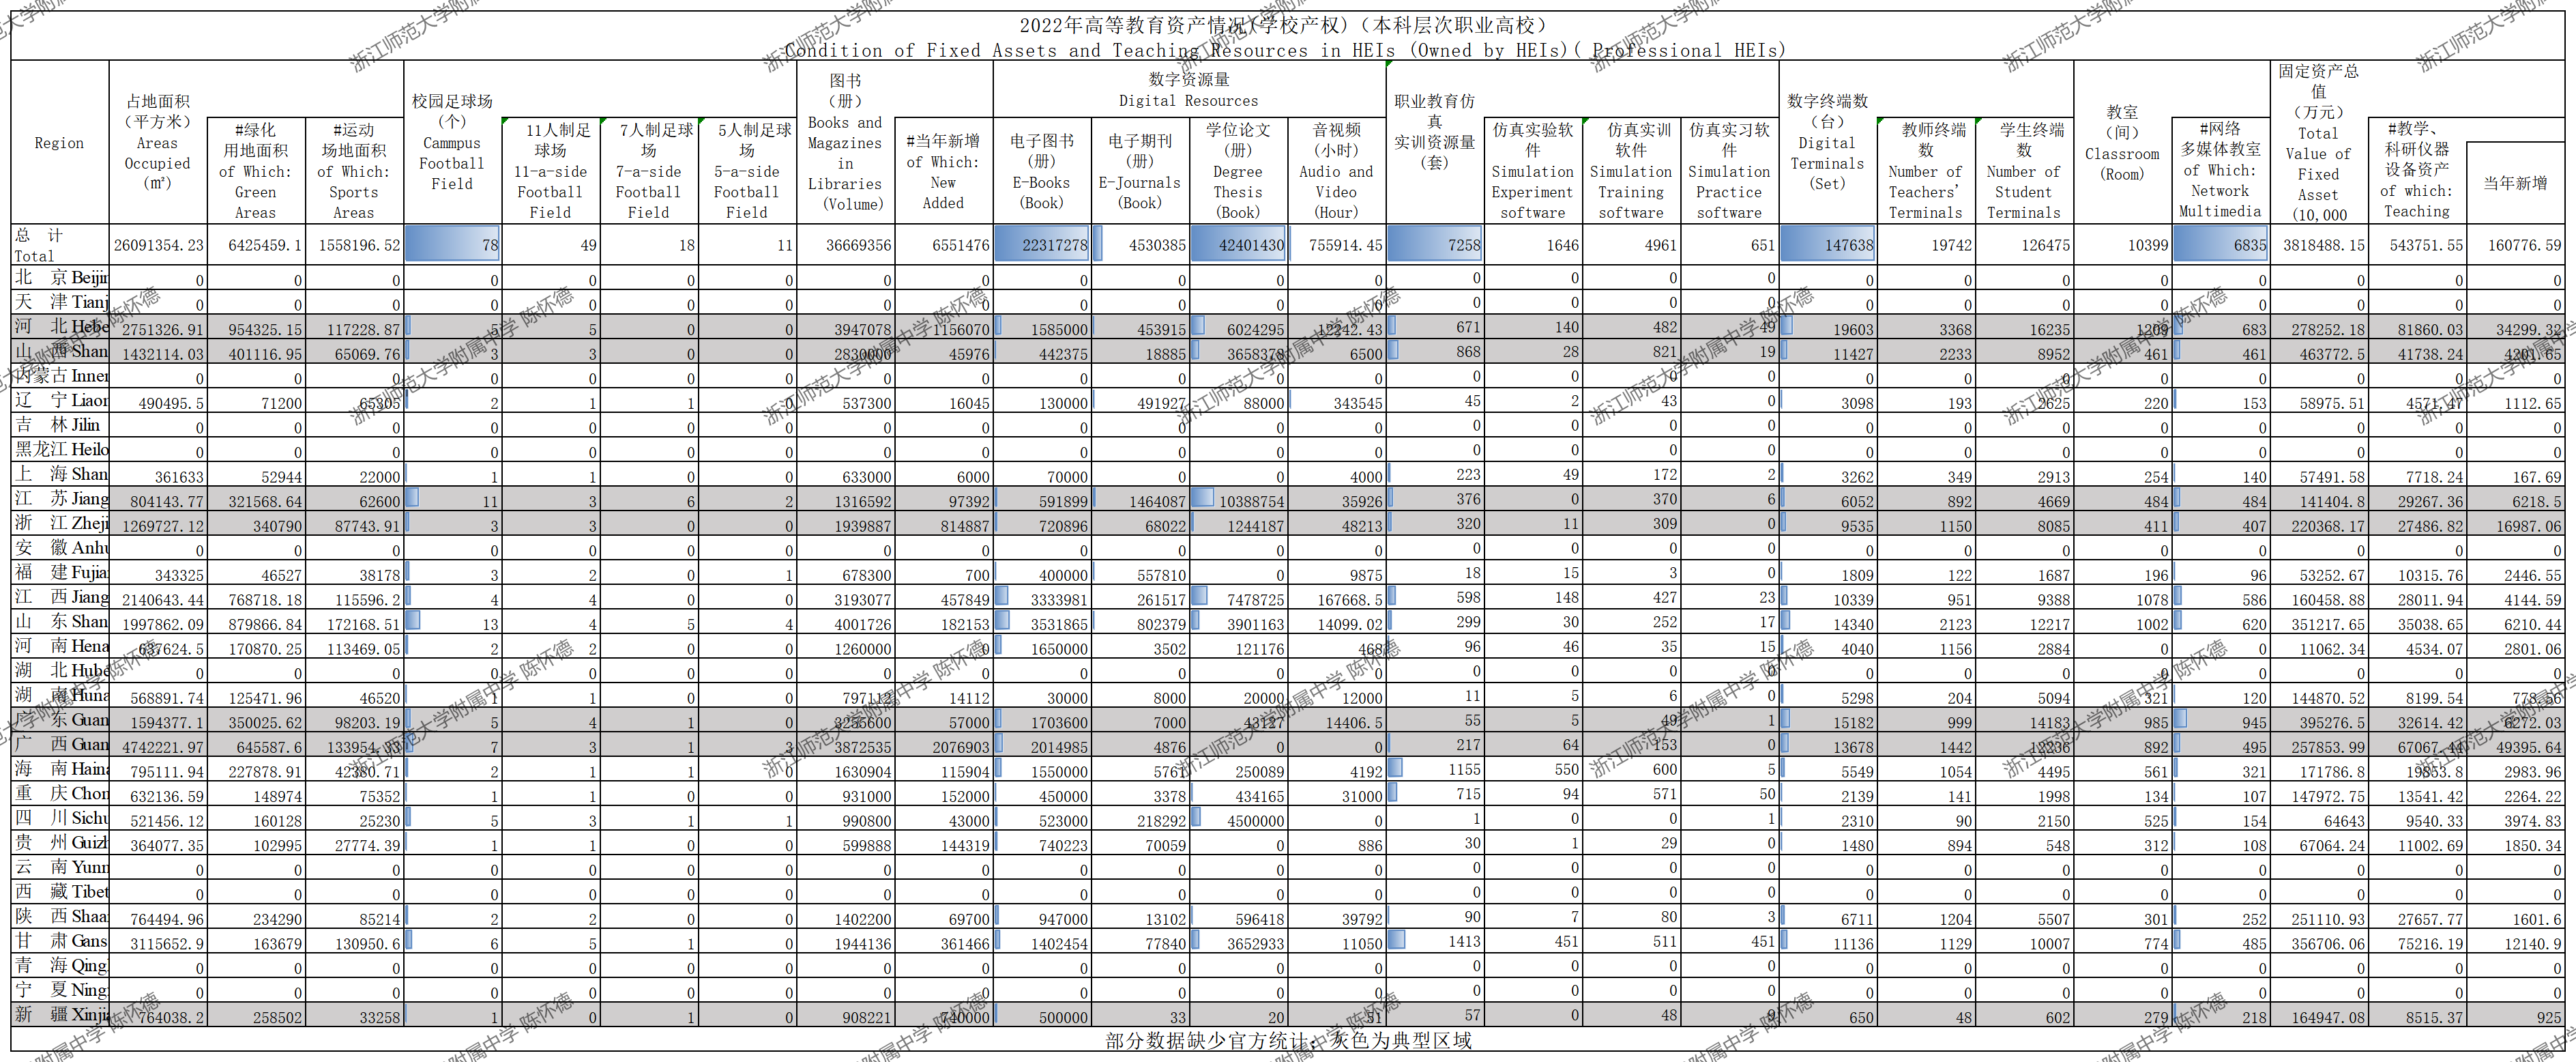 2022年高等教育资产情况(学校产权)（本科层次职业高校）
Condition of Fixed Assets and Teaching Resources in HEIs (Owned by HEIs)( Professional HEIs)
Region 占地面积（平方米）Areas Occupied (㎡) #绿化用地面积 of Which: Green Areas #运动场地面积 of Which: Sports Areas 校园足球场（个）Cammpus Football Field 11人制足球场 11-a-side Football Field 7人制足球场 7-a-side Football Field 5人制足球场 5-a-side Football Field 图书（册）Books and Magazines in Libraries (Volume) #当年新增 of Which: New Added 数字资源量 Digital Resources 电子图书（册）E-Books (Book) 电子期刊（册）E-Journals (Book) 学位论文（册）Degree Thesis (Book) 音视频（小时）Audio and Video (Hour) 职业教育仿真实训资源量（套） 仿真实验软件 Simulation Experiment software 仿真实训软件 Simulation Training software 仿真实习软件 Simulation Practice software 数字终端数（台）Digital Terminals (Set) 教师终端数 Number of Teachers' Terminals 学生终端数 Number of Student Terminals 教室（间）Classroom (Room) #网络多媒体教室 of Which: Network Multimedia 固定资产总值（万元）Total Value of Fixed Asset (10,000 #教学、科研仪器设备资产 of which: Teaching 当年新增
总 计 Total 26091354.23 6425459.1 1558196.52 78 49 18 11 36669356 6551476 22317278 4530385 42401430 755914.45 7258 1646 4961 651 147638 19742 126475 10399 6835 3818488.15 543751.55 160776.59
北 京 Beijin 0 0 0 0 0 0 0 0 0 0 0 0 0 0 0 0 0 0 0 0 0 0 0 0 0
天 津 Tianj 0 0 0 0 0 0 0 0 0 0 0 0 0 0 0 0 0 0 0 0 0 0 0 0 0
河 北 Hebe 2751326.91 954325.15 117228.87 5 5 0 0 3947078 1156070 1585000 453915 6024295 12242.43 671 140 482 49 19603 3368 16235 1209 683 278252.18 81860.03 34299.32
山 西 Shan 1432114.03 401116.95 65069.76 3 3 0 0 2830000 45976 442375 18885 3658378 6500 868 28 821 19 11427 2233 8952 461 461 463772.5 41738.24 4201.65
内蒙古 Inner 0 0 0 0 0 0 0 0 0 0 0 0 0 0 0 0 0 0 0 0 0 0 0 0 0
辽 宁 Liaon 490495.5 71200 65305 2 1 1 0 537300 16045 130000 491927 88000 343545 45 2 43 0 3098 193 2625 220 153 58975.51 4571.47 1112.65
吉 林 Jilin 0 0 0 0 0 0 0 0 0 0 0 0 0 0 0 0 0 0 0 0 0 0 0 0 0
黑龙江 Heilo 0 0 0 0 0 0 0 0 0 0 0 0 0 0 0 0 0 0 0 0 0 0 0 0 0
上 海 Shan 361633 52944 22000 1 1 0 0 633000 6000 70000 0 0 4000 223 49 172 2 3262 349 2913 254 140 57491.58 7718.24 167.69
江 苏 Jiang 804143.77 321568.64 62600 11 3 6 2 1316592 97392 591899 1464087 10388754 35926 376 0 370 6 6052 892 4669 484 484 141404.8 29267.36 6218.5
浙 江 Zheji 1269727.12 340790 87743.91 3 3 0 0 1939887 814887 720896 68022 1244187 48213 320 11 309 0 9535 1150 8085 411 407 220368.17 27486.82 16987.06
安 徽 Anhu 0 0 0 0 0 0 0 0 0 0 0 0 0 0 0 0 0 0 0 0 0 0 0 0 0
福 建 Fujian 343325 46527 38178 3 2 0 1 678300 700 400000 557810 0 9875 18 15 3 0 1809 122 1687 196 96 53252.67 10315.76 2446.55
江 西 Jiang 2140643.44 768718.18 115596.2 4 4 0 0 3193077 457849 3333981 261517 7478725 167668.5 598 148 427 23 10339 951 9388 1078 586 160458.88 28011.94 4144.59
山 东 Shan 1997862.09 879866.84 172168.51 13 4 5 4 4001726 182153 3531865 802379 3901163 14099.02 299 30 252 17 14340 2123 12217 1002 620 351217.65 35038.65 6210.44
河 南 Hena 637624.5 170870.25 113469.05 2 2 0 0 1260000 0 1650000 3502 121176 468 96 46 35 15 4040 1156 2884 0 0 11062.34 4534.07 2801.06
湖 北 Hube 0 0 0 0 0 0 0 0 0 0 0 0 0 0 0 0 0 0 0 0 0 0 0 0 0
湖 南 Huna 568891.74 125471.96 46520 1 1 0 0 797112 14112 30000 8000 20000 12000 11 5 6 0 5298 204 5094 321 120 144870.52 8199.54 778.56
广 东 Guan 1594377.1 350025.62 98203.19 5 4 1 0 3255600 57000 1703600 7000 43127 14406.5 55 5 49 1 15182 999 14183 985 945 395276.5 32614.42 6272.03
广 西 Guan 4742221.97 645587.6 133954.33 7 3 1 3 3872535 2076903 2014985 4876 0 0 217 64 153 0 13678 1442 12236 892 495 257853.99 67067.44 49395.64
海 南 Haina 795111.94 227878.91 42380.71 2 1 1 0 1630904 115904 1550000 5761 250089 4192 1155 550 600 5 5549 1054 4495 561 321 171786.8 19853.8 2983.96
重 庆 Chon 632136.59 148974 75352 1 1 0 0 931000 152000 450000 3378 434165 31000 715 94 571 50 2139 141 1998 134 107 147972.75 13541.42 2264.22
四 川 Sichu 521456.12 160128 25230 5 3 1 1 990800 43000 523000 218292 4500000 0 1 0 0 1 2310 90 2150 525 154 64643 9540.33 3974.83
贵 州 Guizh 364077.35 102995 27774.39 1 1 0 0 599888 144319 740223 70059 0 886 30 1 29 0 1480 894 548 312 108 67064.24 11002.69 1850.34
云 南 Yunn 0 0 0 0 0 0 0 0 0 0 0 0 0 0 0 0 0 0 0 0 0 0 0 0 0
西 藏 Tibet 0 0 0 0 0 0 0 0 0 0 0 0 0 0 0 0 0 0 0 0 0 0 0 0 0
陕 西 Shaa 764494.96 234290 85214 2 2 0 0 1402200 69700 947000 13102 596418 39792 90 7 80 3 6711 1204 5507 301 252 251110.93 27657.77 1601.6
甘 肃 Gans 3115652.9 163679 130950.6 6 5 1 0 1944136 361466 1402454 77840 3652933 11050 1413 451 511 451 11136 1129 10007 774 485 356706.06 75216.19 12140.9
青 海 Qing 0 0 0 0 0 0 0 0 0 0 0 0 0 0 0 0 0 0 0 0 0 0 0 0 0
宁 夏 Ning 0 0 0 0 0 0 0 0 0 0 0 0 0 0 0 0 0 0 0 0 0 0 0 0 0
新 疆 Xinjia 764038.2 258502 33258 1 0 1 0 908221 740000 500000 33 20 51 57 0 48 9 650 48 602 279 218 164947.08 8515.37 925
部分数据缺少官方统计；灰色为典型区域
浙江师范大学附属中学 陈怀德